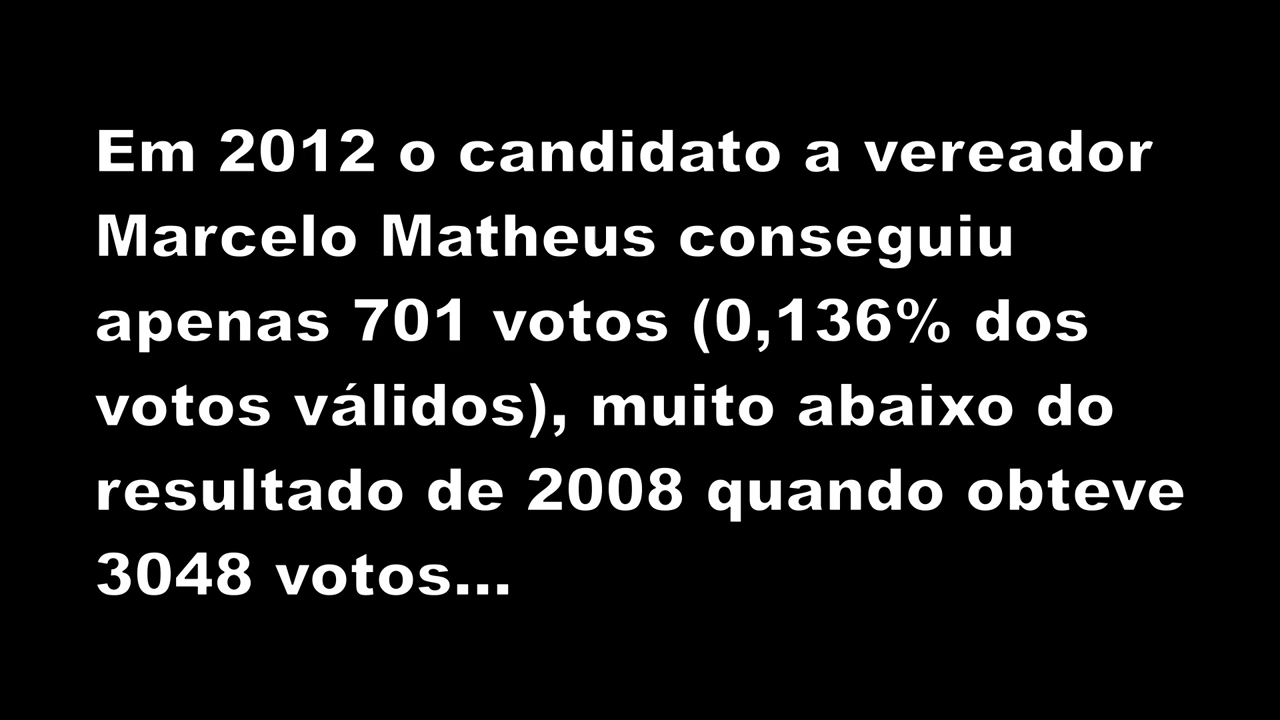 Em 2012 o candidato a vereador
Marcelo Matheus conseguiu
apenas 701 votos (0,136% dos
votos válidos), muito abaixo do
resultado de 2008 quando obteve
3048 votos...